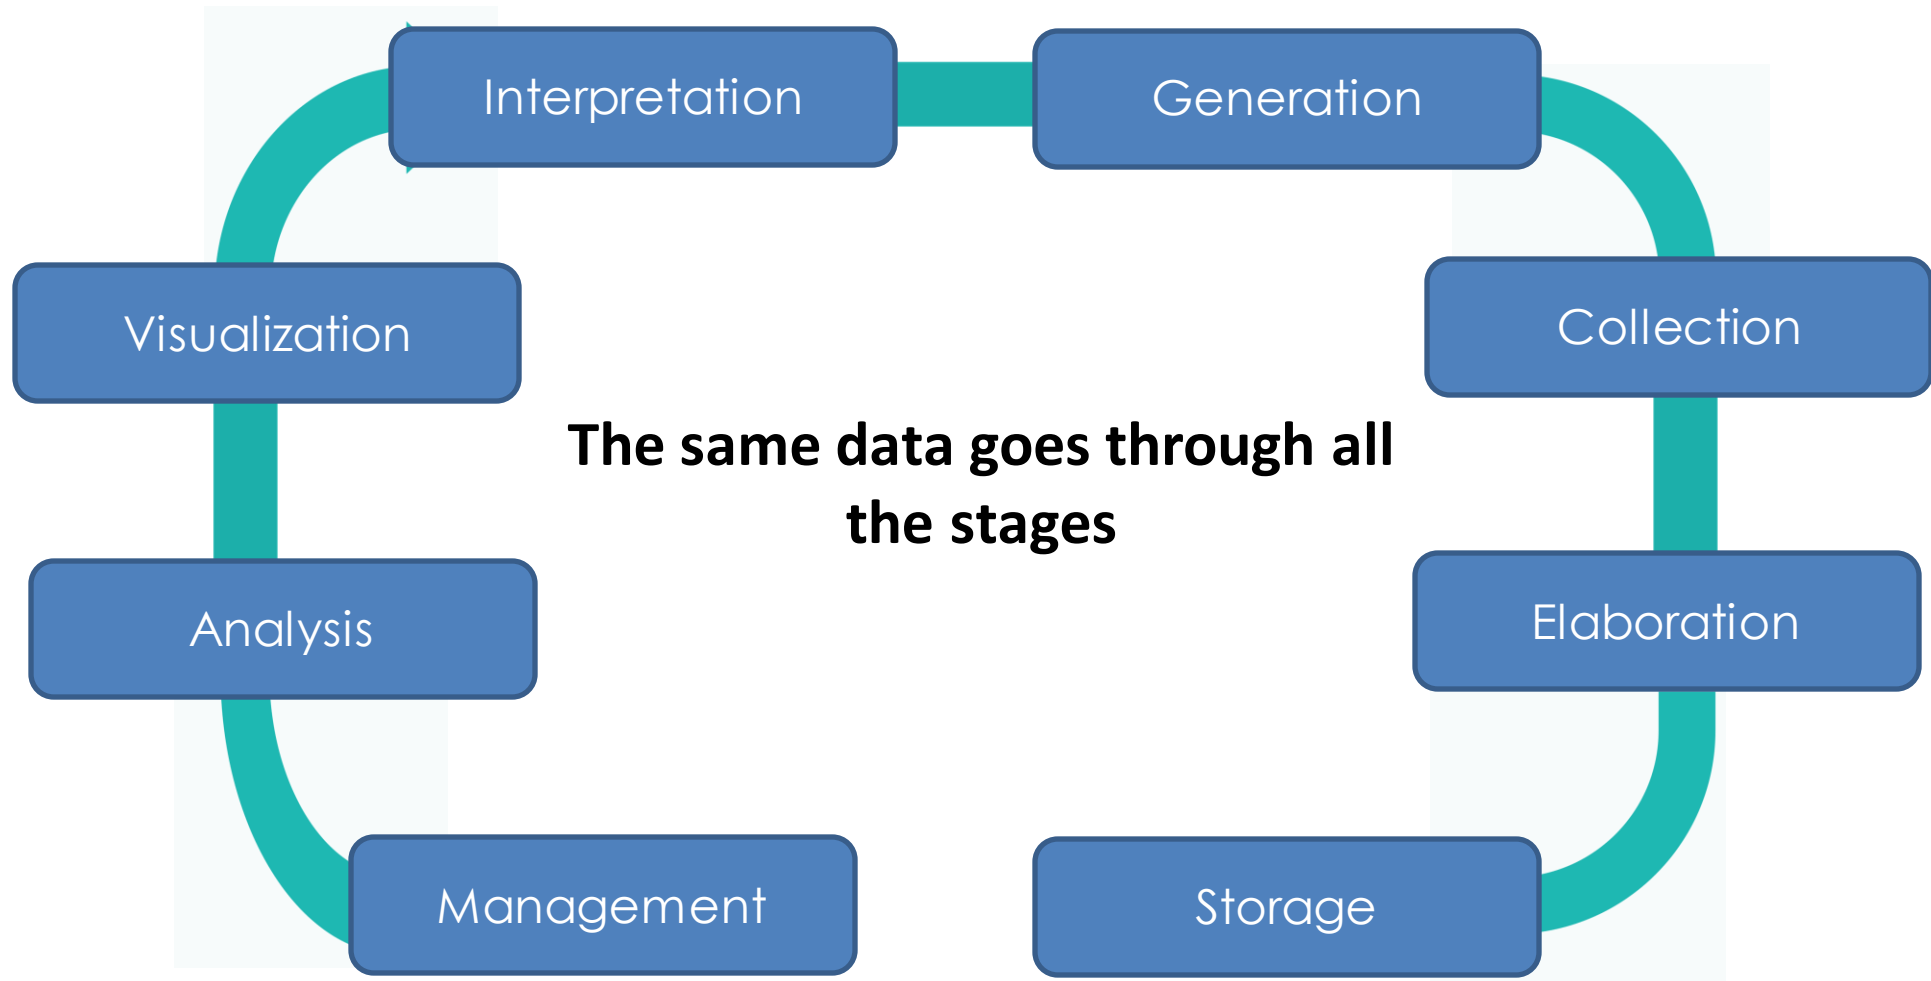 Interpretation
Generation
Visualization
Collection
The same data goes through all
the stages
Analysis
Elaboration
Management
Storage